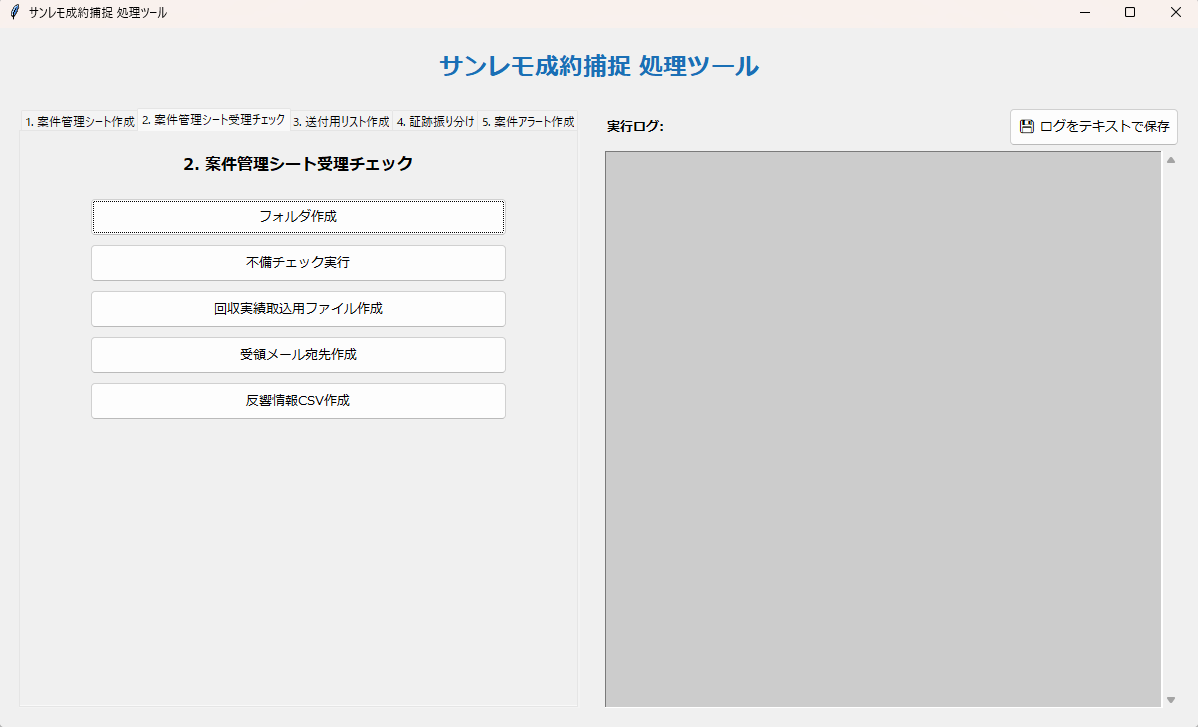 サンレモ成約捕捉 処理ツール
サンレモ成約捕捉 処理ツール
1. 案件管理シート作成
2. 案件管理シート受理チェック
3. 送付用リスト作成
4. 証跡振り分け
5. 案件アラート作成
2. 案件管理シート受理チェック
フォルダ作成
不備チェック実行
回収実績取込用ファイル作成
受領メール宛先作成
反響情報CSV作成
実行ログ:
ログをテキストで保存